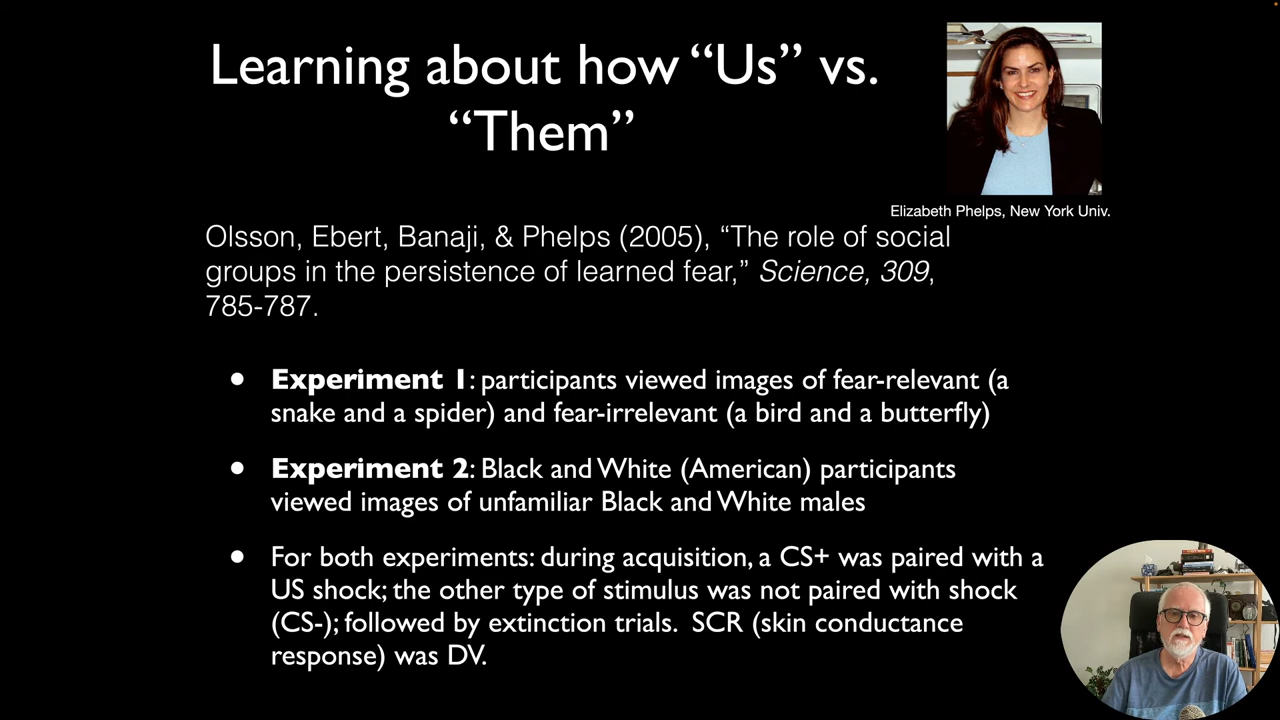 Learning about how “Us” vs.
“Them”
Elizabeth Phelps, New York Univ.
Olsson, Ebert, Banaji, & Phelps (2005), “The role of social
groups in the persistence of learned fear,” Science, 309,
785-787.
• Experiment 1: participants viewed images of fear-relevant (a
snake and a spider) and fear-irrelevant (a bird and a butterfly)
• Experiment 2: Black and White (American) participants
viewed images of unfamiliar Black and White males
• For both experiments: during acquisition, a CS+ was paired with a
US shock; the other type of stimulus was not paired with shock
(CS-); followed by extinction trials. SCR (skin conductance
response) was DV.